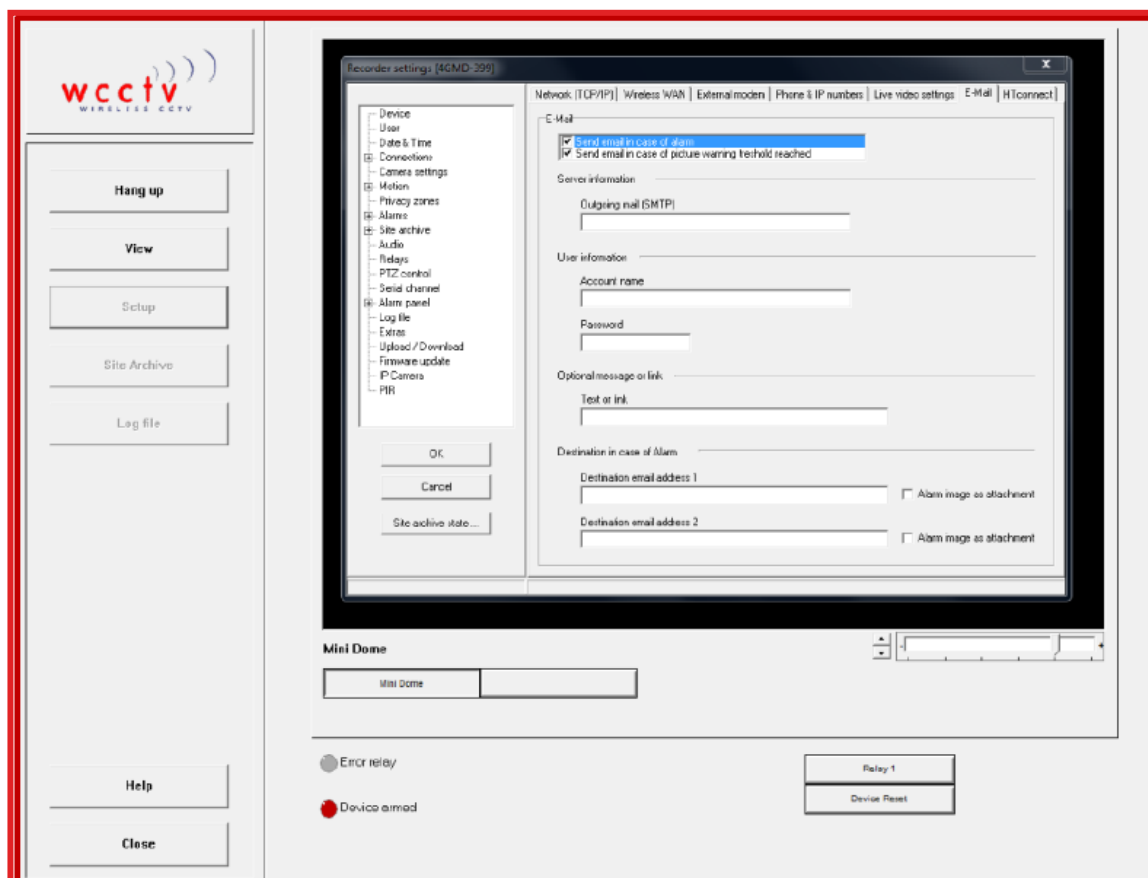 wcctv
WIRELESS CCTV
Hang up
View
Setup
Site Archive
Log file
Help
Close
Recorder settings [4GMD-399]
x
Device
User
Date & Time
Connections
Camera settings
Motion
Privacy zones
Alarms
Site archive
Audio
Relays
PTZ control
Serial channel
Alarm panel
Log file
Extras
Upload / Download
Firmware update
IP Camera
PIR
OK
Cancel
Site archive state...
Network (TCP/IP) Wireless WAN External modem Phone & IP numbers Live video settings E-Mail HTconnect
E-Mail
Send email in case of alarm
Send email in case of picture warning treshold reached
Server information
Outgoing mail (SMTP)
User information
Account name
Password
Optional message or link
Text or link
Destination in case of Alarm
Destination email address 1
Alarm image as attachment
Destination email address 2
Alarm image as attachment
Mini Dome
- +
Mini Dome
Error relay
Device armed
Relay 1
Device Reset